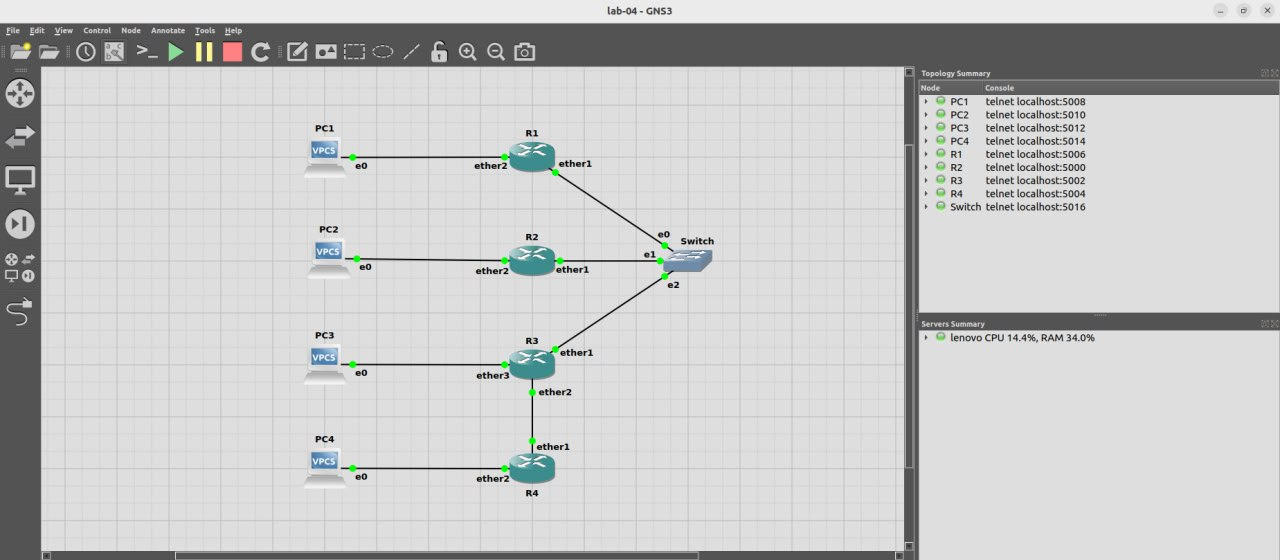 lab-04 - GNS3
File Edit View Control Node Annotate Tools Help
PC1
VPCS
e0
R1
ether2
ether1
PC2
VPCS
e0
R2
ether2
ether1
e0
Switch
e1
e2
PC3
VPCS
e0
R3
ether3
ether1
ether2
PC4
VPCS
e0
ether1
ether2
R4
Topology Summary
Node Console
PC1 telnet localhost:5008
PC2 telnet localhost:5010
PC3 telnet localhost:5012
PC4 telnet localhost:5014
R1 telnet localhost:5006
R2 telnet localhost:5000
R3 telnet localhost:5002
R4 telnet localhost:5004
Switch telnet localhost:5016
Servers Summary
lenovo CPU 14.4%, RAM 34.0%